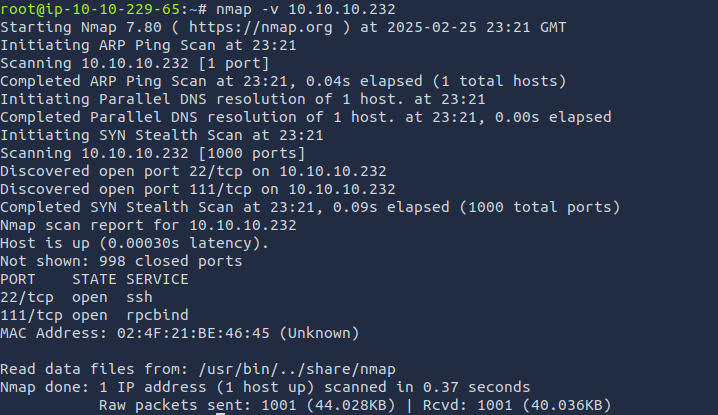 root@ip-10-10-229-65:~# nmap -v 10.10.10.232
Starting Nmap 7.80 ( https://nmap.org ) at 2025-02-25 23:21 GMT
Initiating ARP Ping Scan at 23:21
Scanning 10.10.10.232 [1 port]
Completed ARP Ping Scan at 23:21, 0.04s elapsed (1 total hosts)
Initiating Parallel DNS resolution of 1 host. at 23:21
Completed Parallel DNS resolution of 1 host. at 23:21, 0.00s elapsed
Initiating SYN Stealth Scan at 23:21
Scanning 10.10.10.232 [1000 ports]
Discovered open port 22/tcp on 10.10.10.232
Discovered open port 111/tcp on 10.10.10.232
Completed SYN Stealth Scan at 23:21, 0.09s elapsed (1000 total ports)
Nmap scan report for 10.10.10.232
Host is up (0.00030s latency).
Not shown: 998 closed ports
PORT    STATE SERVICE
22/tcp  open  ssh
111/tcp open  rpcbind
MAC Address: 02:4F:21:BE:46:45 (Unknown)

Read data files from: /usr/bin/../share/nmap
Nmap done: 1 IP address (1 host up) scanned in 0.37 seconds
           Raw packets sent: 1001 (44.028KB) | Rcvd: 1001 (40.036KB)